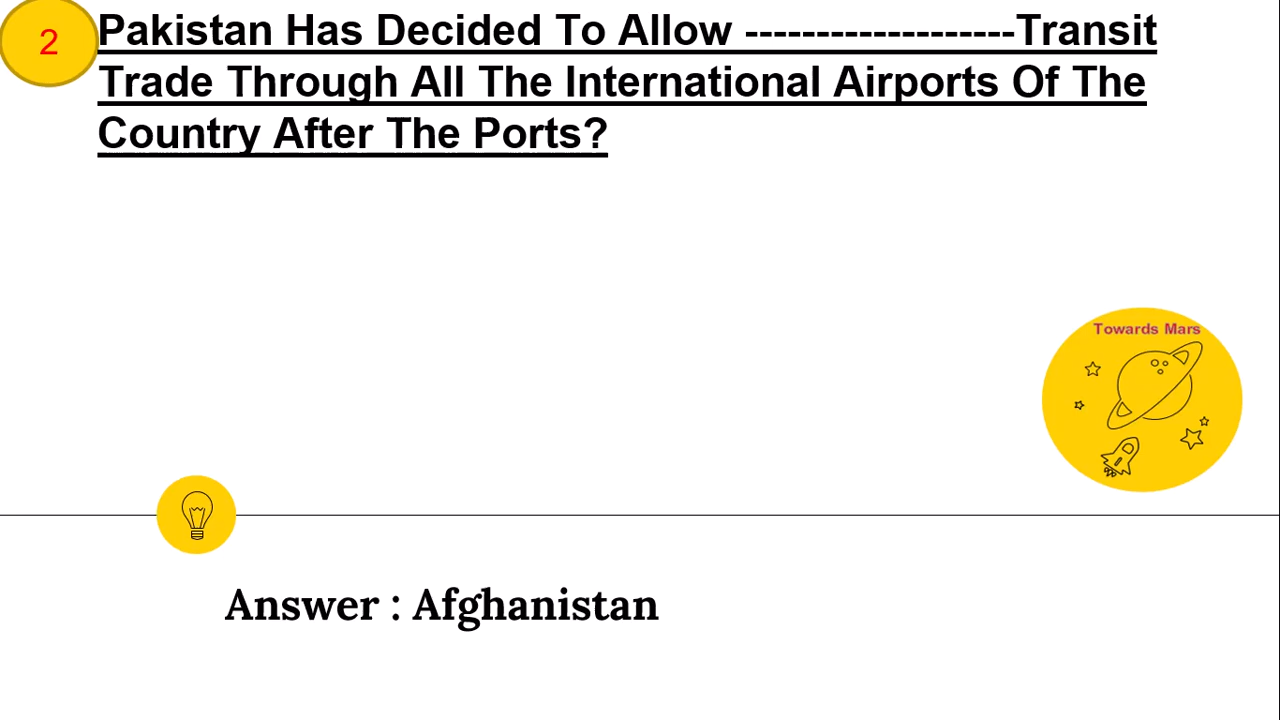 2
Pakistan Has Decided To Allow -------------------Transit
Trade Through All The International Airports Of The
Country After The Ports?
Towards Mars
Answer : Afghanistan